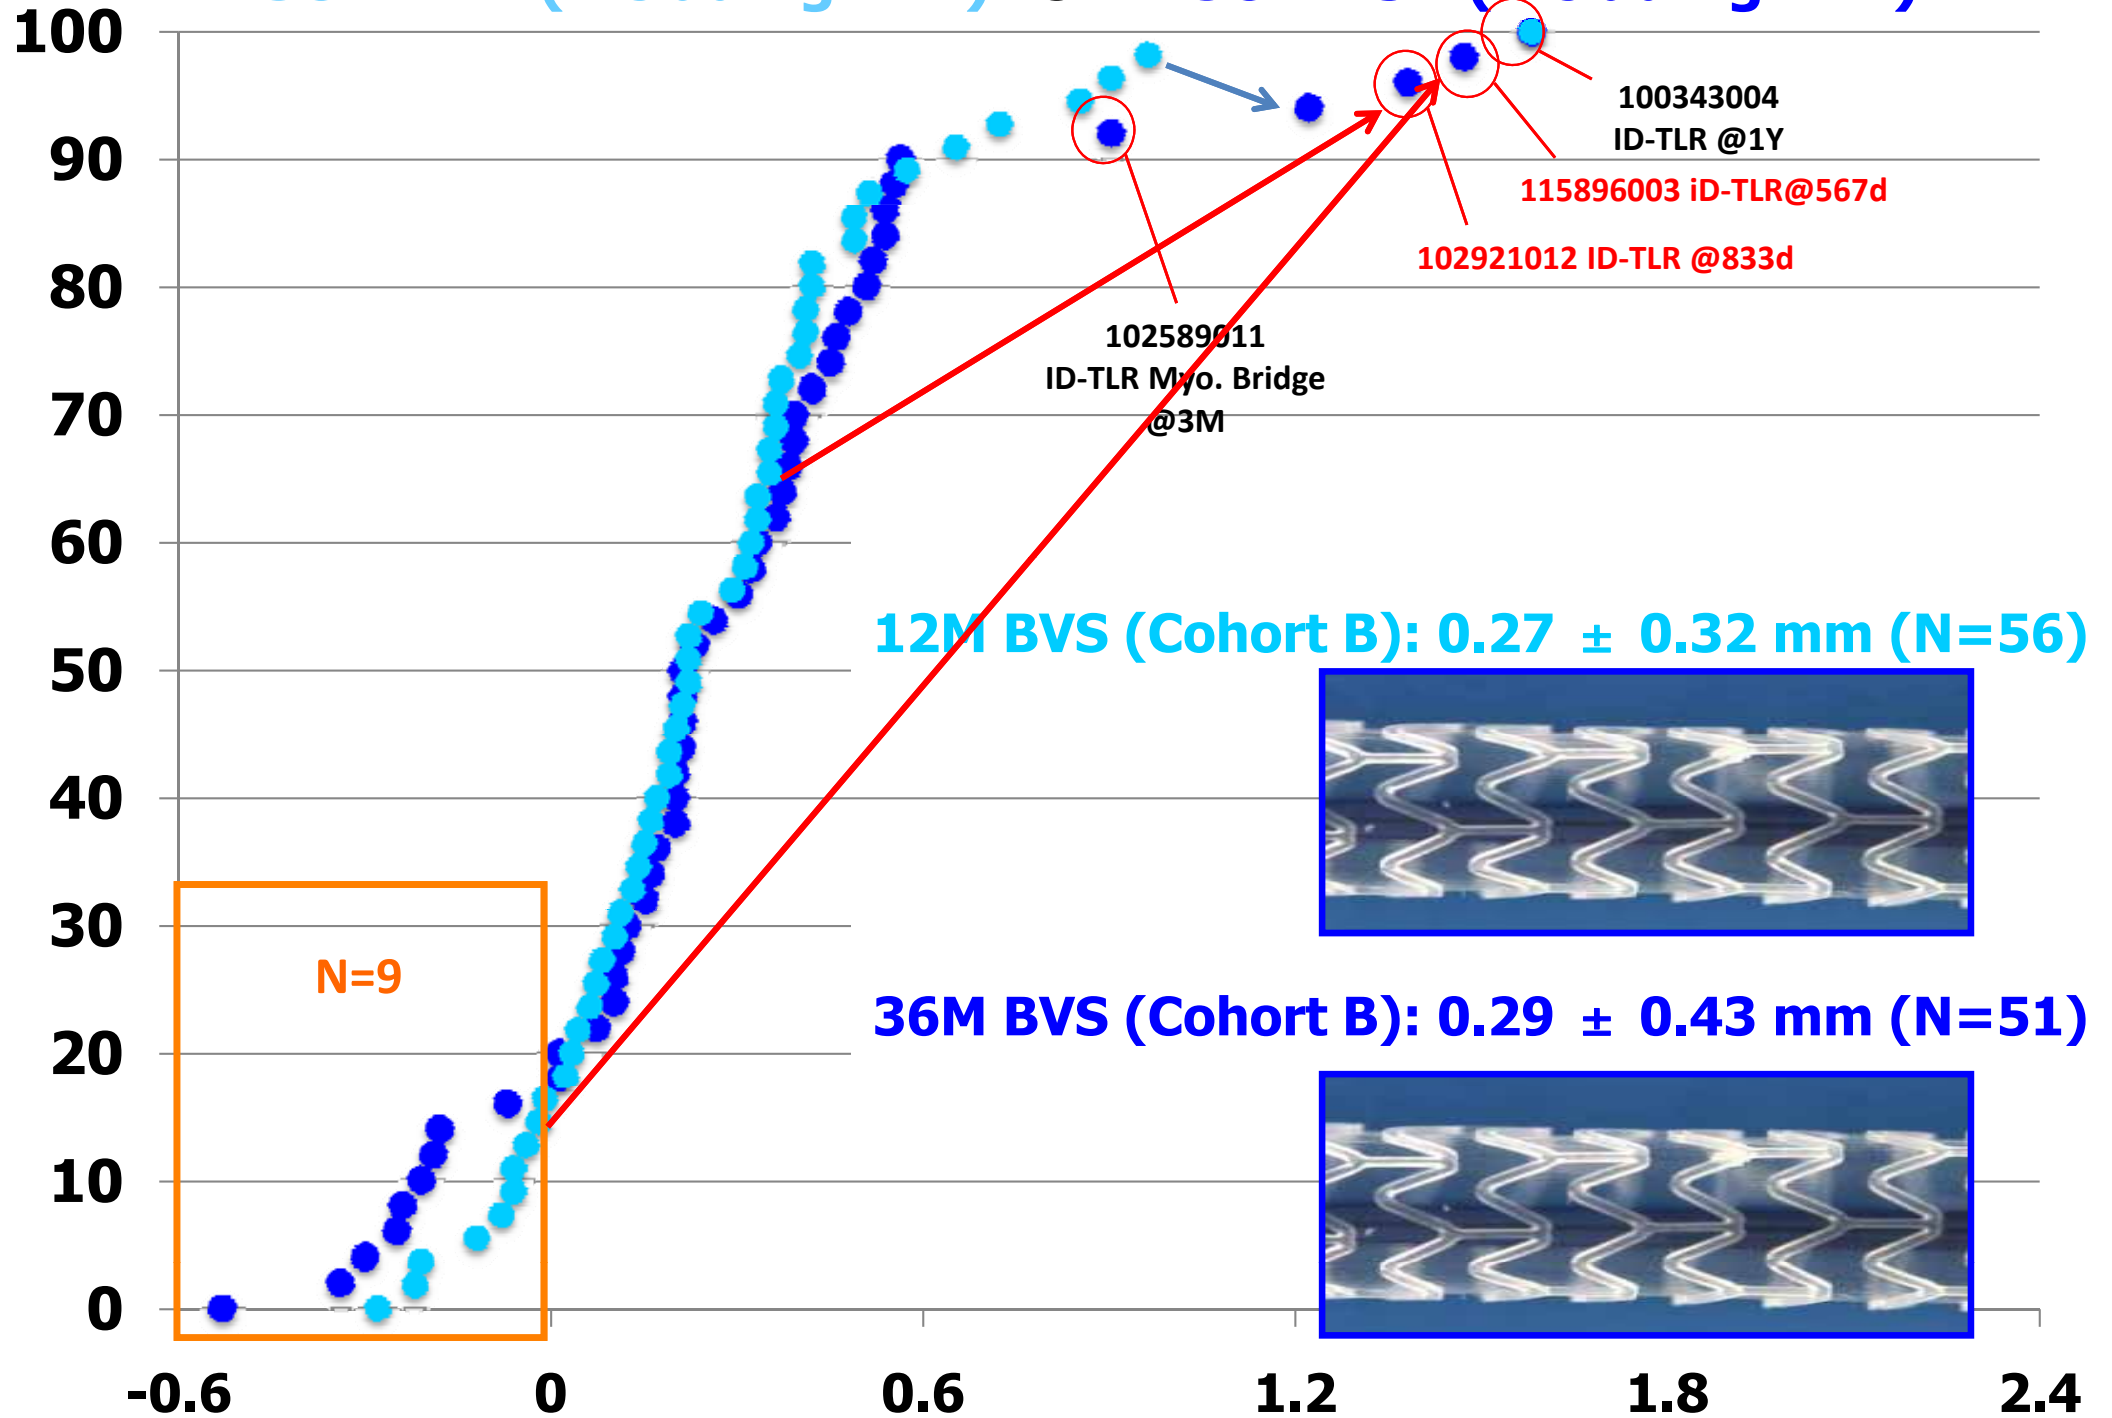 100
90
80
70
60
50
40
30
20
10
0
-0.6
0
0.6
1.2
1.8
2.4
100343004
ID-TLR @1Y
115896003 iD-TLR@567d
102921012 ID-TLR @833d
102589011
ID-TLR Myo. Bridge
@3M
12M BVS (Cohort B): 0.27 ± 0.32 mm (N=56)
N=9
36M BVS (Cohort B): 0.29 ± 0.43 mm (N=51)